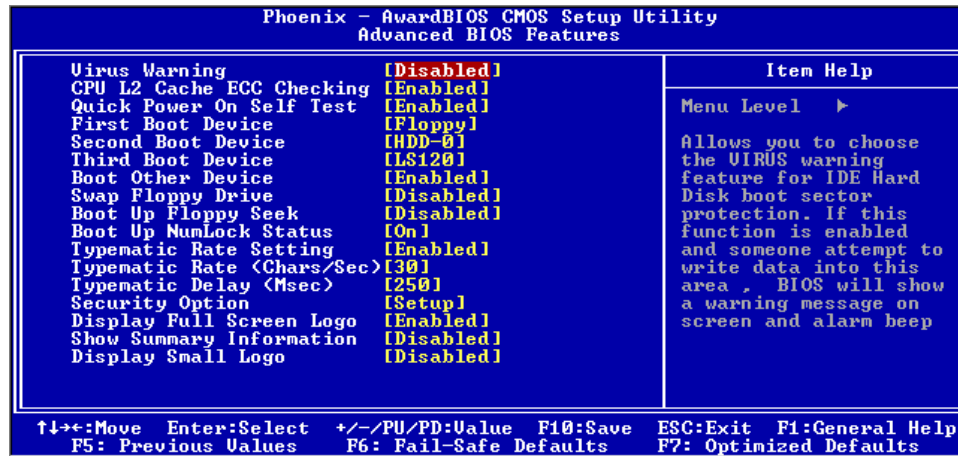 Phoenix - AwardBIOS CMOS Setup Utility
Advanced BIOS Features
Virus Warning [Disabled]
CPU L2 Cache ECC Checking [Enabled]
Quick Power On Self Test [Enabled]
First Boot Device [Floppy]
Second Boot Device [HDD-0]
Third Boot Device [LS120]
Boot Other Device [Enabled]
Swap Floppy Drive [Disabled]
Boot Up Floppy Seek [Disabled]
Boot Up NumLock Status [On]
Typematic Rate Setting [Enabled]
Typematic Rate (Chars/Sec)[30]
Typematic Delay (Msec) [250]
Security Option [Setup]
Display Full Screen Logo [Enabled]
Show Summary Information [Disabled]
Display Small Logo [Disabled]
Item Help
Menu Level ►
Allows you to choose
the VIRUS warning
feature for IDE Hard
Disk boot sector
protection. If this
function is enabled
and someone attempt to
write data into this
area , BIOS will show
a warning message on
screen and alarm beep
↑↓→←:Move Enter:Select +/-/PU/PD:Value F10:Save ESC:Exit F1:General Help
F5: Previous Values F6: Fail-Safe Defaults F7: Optimized Defaults